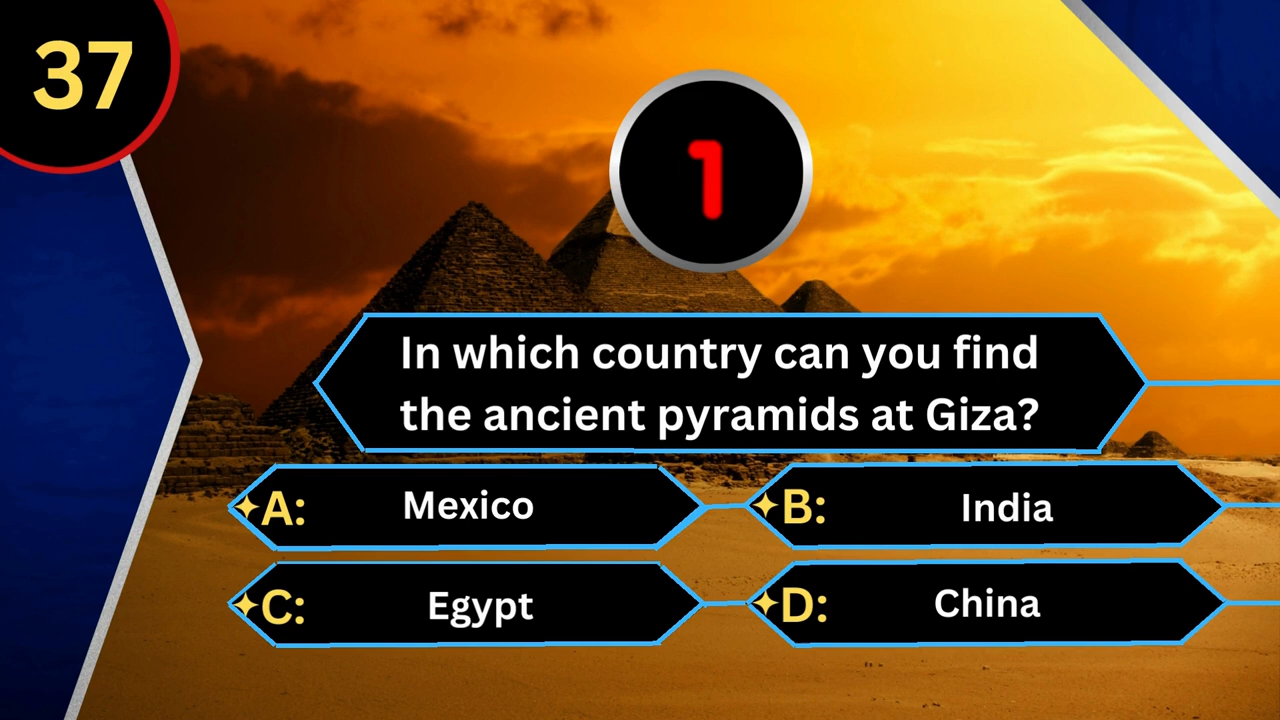 37
1
In which country can you find
the ancient pyramids at Giza?
A: Mexico
B: India
C: Egypt
D: China